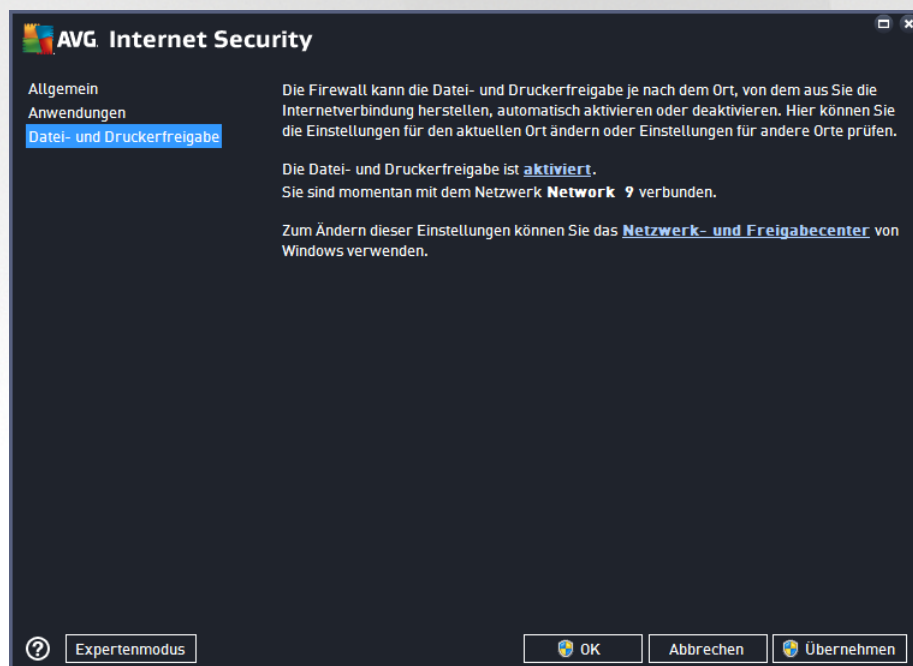 AVG. Internet Security
Allgemein
Anwendungen
Datei- und Druckerfreigabe
Die Firewall kann die Datei- und Druckerfreigabe je nach dem Ort, von dem aus Sie die
Internetverbindung herstellen, automatisch aktivieren oder deaktivieren. Hier können Sie
die Einstellungen für den aktuellen Ort ändern oder Einstellungen für andere Orte prüfen.
Die Datei- und Druckerfreigabe ist aktiviert.
Sie sind momentan mit dem Netzwerk Network 9 verbunden.
Zum Ändern dieser Einstellungen können Sie das Netzwerk- und Freigabecenter von
Windows verwenden.
? Expertenmodus OK Abbrechen Übernehmen